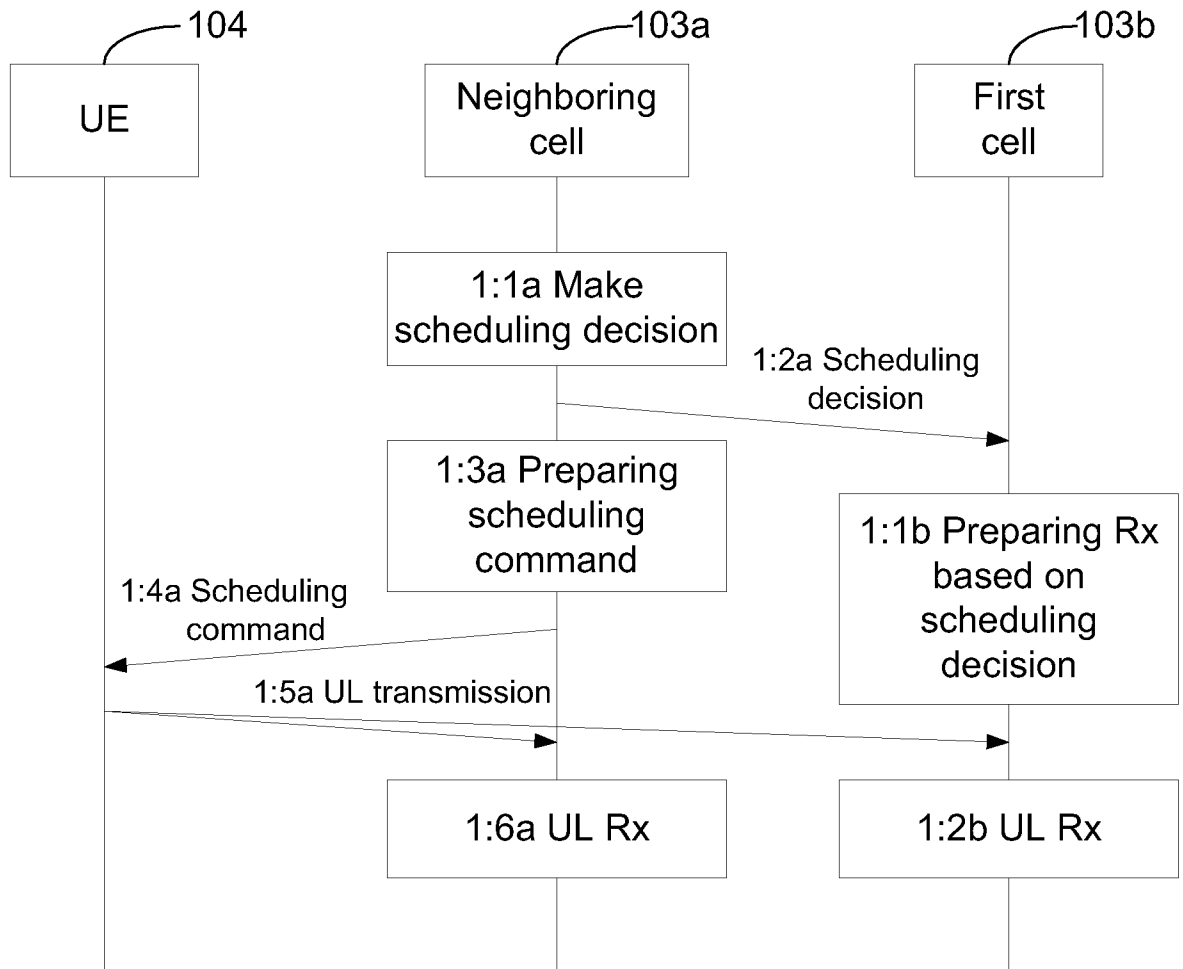 104
103a
103b
UE
Neighboring
cell
First
cell
1:1a Make
scheduling decision
1:2a Scheduling
decision
1:3a Preparing
scheduling
command
1:1b Preparing Rx
based on
scheduling
decision
1:4a Scheduling
command
1:5a UL transmission
1:6a UL Rx
1:2b UL Rx